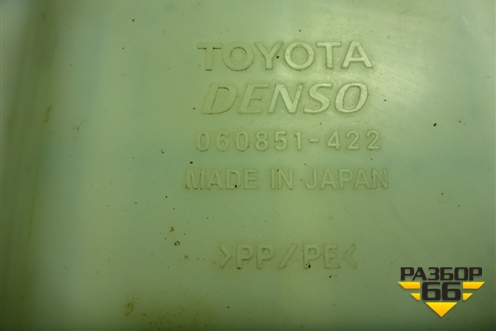 TOYOTA
DENSO
060851-422
MADE IN JAPAN
>PP/PE<
РАЗБОР
66